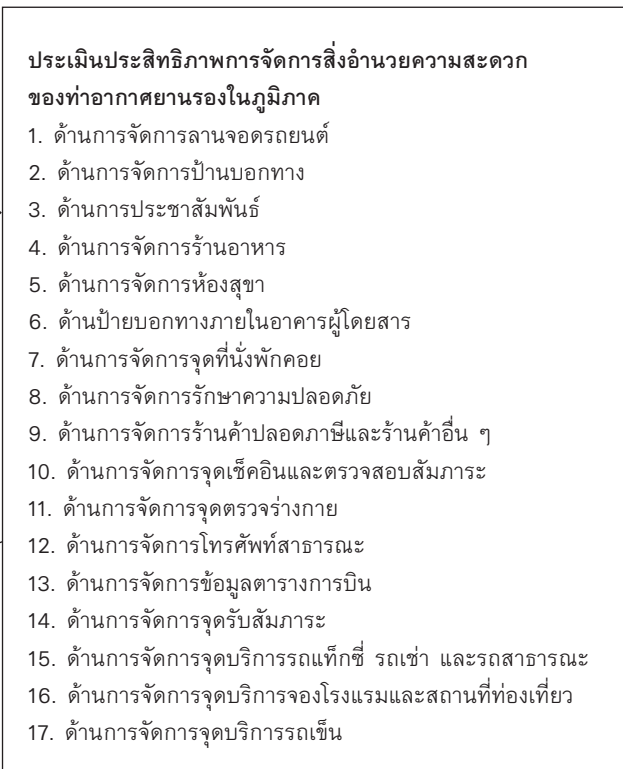 ประเมินประสิทธิภาพการจัดการสิ่งอำนวยความสะดวก
ของท่าอากาศยานรองในภูมิภาค
1. ด้านการจัดการลานจอดรถยนต์
2. ด้านการจัดการป้านบอกทาง
3. ด้านการประชาสัมพันธ์
4. ด้านการจัดการร้านอาหาร
5. ด้านการจัดการห้องสุขา
6. ด้านป้ายบอกทางภายในอาคารผู้โดยสาร
7. ด้านการจัดการจุดที่นั่งพักคอย
8. ด้านการจัดการรักษาความปลอดภัย
9. ด้านการจัดการร้านค้าปลอดภาษีและร้านค้าอื่น ๆ
10. ด้านการจัดการจุดเช็คอินและตรวจสอบสัมภาระ
11. ด้านการจัดการจุดตรวจร่างกาย
12. ด้านการจัดการโทรศัพท์สาธารณะ
13. ด้านการจัดการข้อมูลตารางการบิน
14. ด้านการจัดการจุดรับสัมภาระ
15. ด้านการจัดการจุดบริการรถแท็กซี่ รถเช่า และรถสาธารณะ
16. ด้านการจัดการจุดบริการจองโรงแรมและสถานที่ท่องเที่ยว
17. ด้านการจัดการจุดบริการรถเข็น